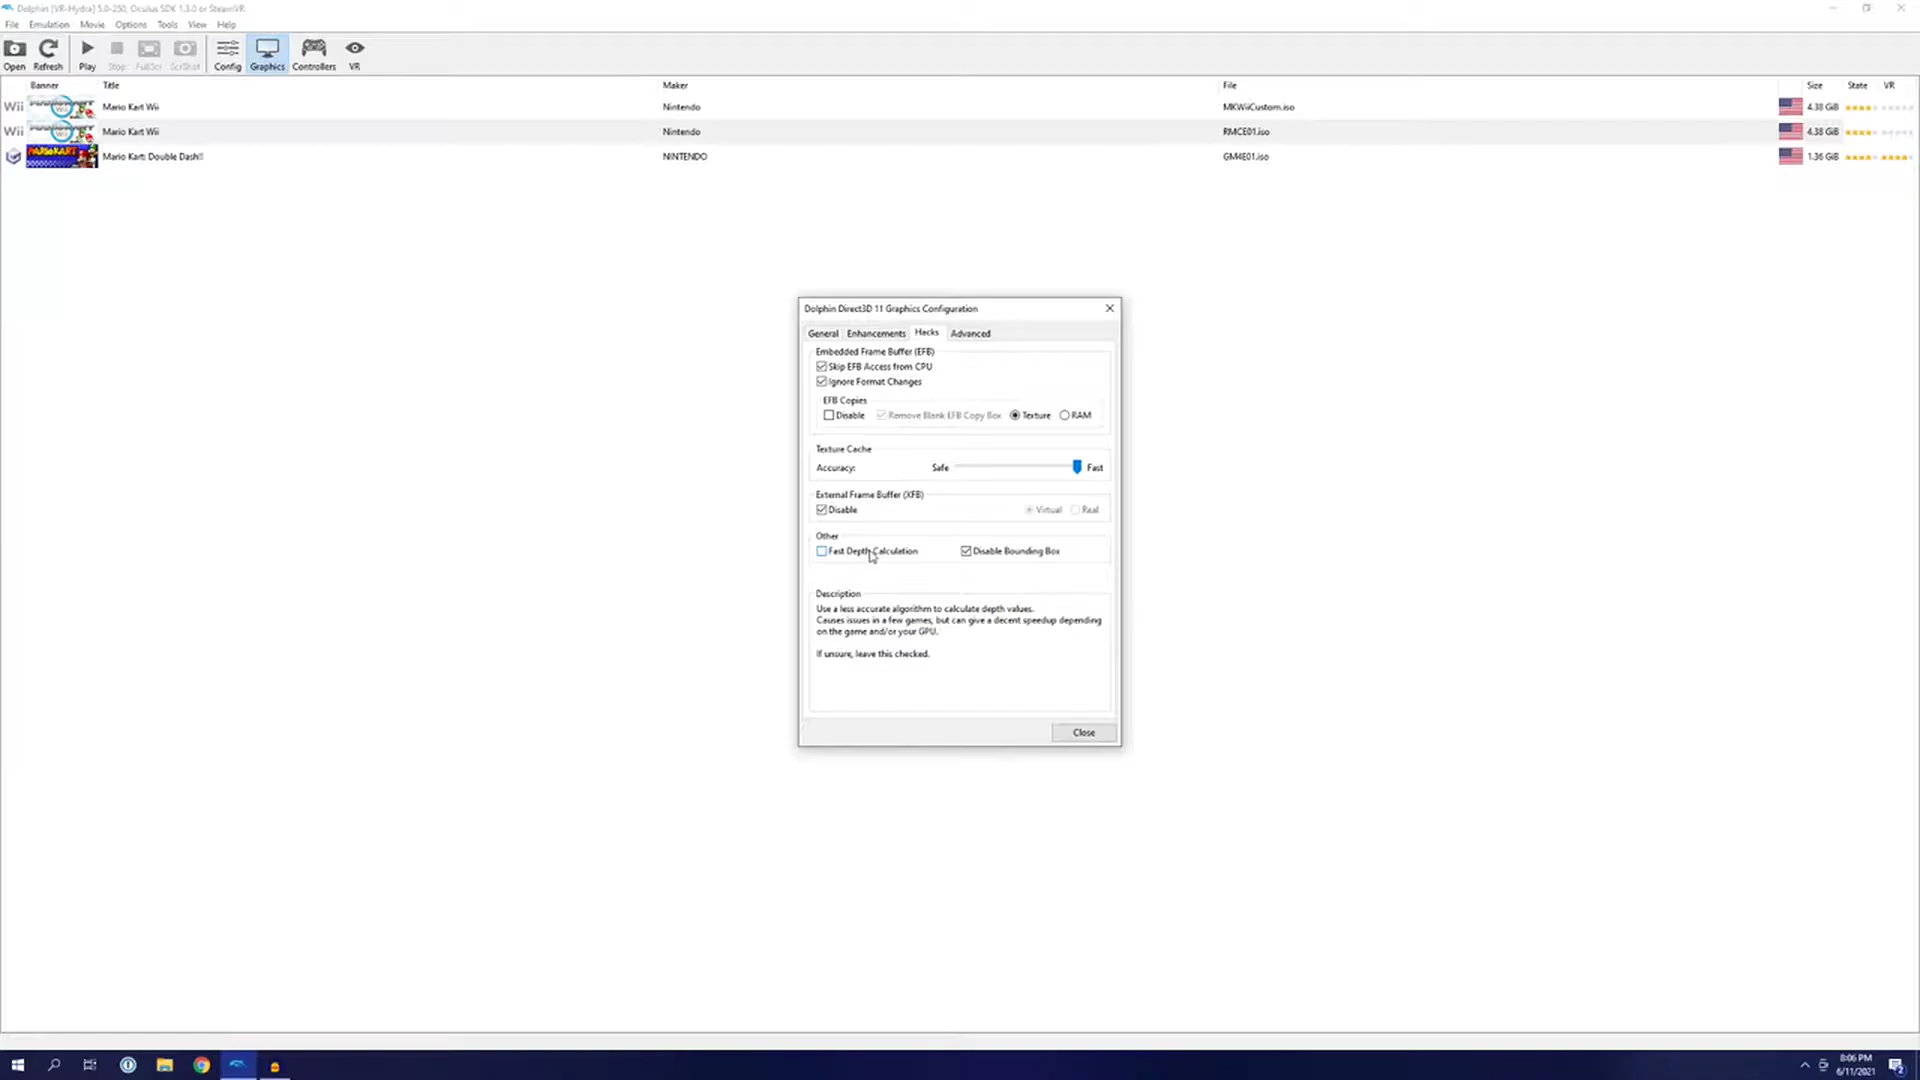 Dolphin [VR-Hydra] 5.0-250, Oculus SDK 1.3.0 or SteamVR
File Emulation Movie Options Tools View Help
Open Refresh Play Stop FullScr ScrShot Config Graphics Controllers VR
Banner Title Maker File Size State VR
Wii Mario Kart Wii Nintendo MKWiiCustom.iso 4.38 GiB
Wii Mario Kart Wii Nintendo RMCE01.iso 4.38 GiB
MARIOKART Mario Kart: Double Dash!! NINTENDO GM4E01.iso 1.36 GiB
Dolphin Direct3D 11 Graphics Configuration
General Enhancements Hacks Advanced
Embedded Frame Buffer (EFB)
Skip EFB Access from CPU
Ignore Format Changes
EFB Copies
Disable Remove Blank EFB Copy Box Texture RAM
Texture Cache
Accuracy: Safe Fast
External Frame Buffer (XFB)
Disable Virtual Real
Other
Fast Depth Calculation Disable Bounding Box
Description
Use a less accurate algorithm to calculate depth values.
Causes issues in a few games, but can give a decent speedup depending
on the game and/or your GPU.
If unsure, leave this checked.
Close
8:06 PM
6/11/2021
2